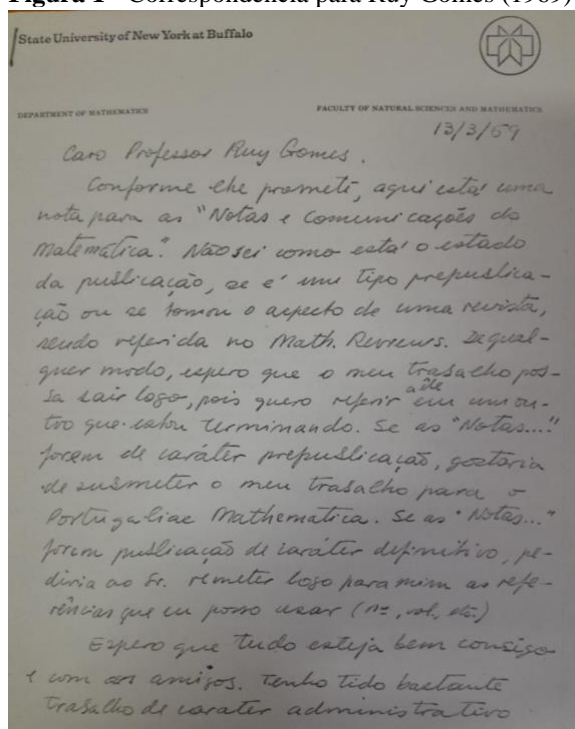 Figura 1 - Correspondência para Ruy Gomes (1969)
State University of New York at Buffalo
DEPARTMENT OF MATHEMATICS
FACULTY OF NATURAL SCIENCES AND MATHEMATICS
13/3/69
Caro Professor Ruy Gomes,
Conforme lhe prometi, aqui está uma
nota para as "Notas e Comunicações de
Matemática". Não sei como está o estado
da publicação, se é um tipo prepublica-
ção ou se tomou o aspecto de uma revista,
sendo referida no Math. Reviews. De qual-
quer modo, espero que o meu trabalho pos-
sa sair logo, pois quero referir a êle em um ou-
tro que estou terminando. Se as "Notas..."
forem de caráter prepublicação, gostaria
de submeter o meu trabalho para o
Portugaliae Mathematica. Se as "Notas..."
forem publicação de caráter definitivo, pe-
diria ao Sr. remeter logo para mim as refe-
rências que eu posso usar (nº, vol, etc.)
Espero que tudo esteja bem consigo
e com os amigos. Tenho tido bastante
trabalho de carater administrativo